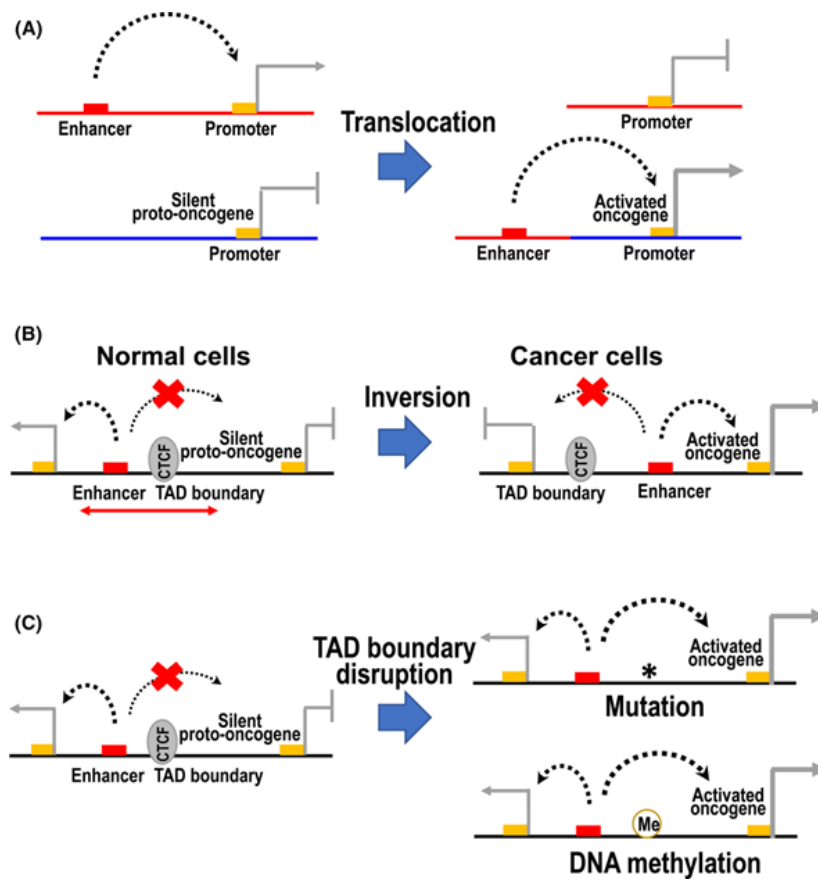 (A)
Enhancer
Promoter
Silent
proto-oncogene
Promoter
Translocation
Promoter
Activated
oncogene
Enhancer
Promoter
(B)
Normal cells
Silent
proto-oncogene
CTCF
Enhancer
TAD boundary
Inversion
Cancer cells
CTCF
Activated
oncogene
TAD boundary
Enhancer
(C)
Silent
proto-oncogene
CTCF
Enhancer
TAD boundary
TAD boundary
disruption
Activated
oncogene
*
Mutation
Activated
oncogene
Me
DNA methylation